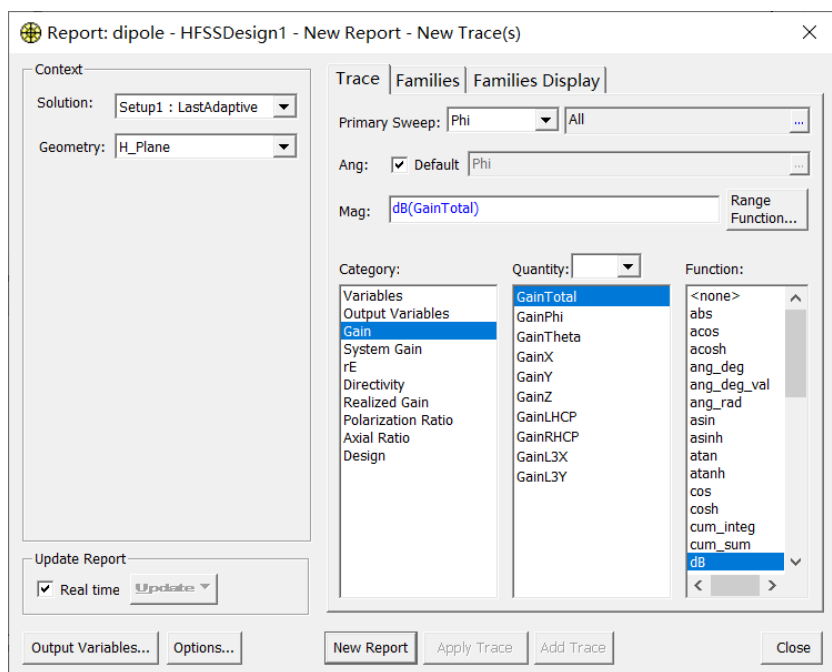 Report: dipole - HFSSDesign1 - New Report - New Trace(s)
Context
Solution: Setup1 : LastAdaptive
Geometry: H_Plane
Update Report
Real time Update
Output Variables... Options...
Trace Families Families Display
Primary Sweep: Phi All ...
Ang: Default Phi ...
Mag: dB(GainTotal) Range Function...
Category:
Variables
Output Variables
Gain
System Gain
rE
Directivity
Realized Gain
Polarization Ratio
Axial Ratio
Design
Quantity:
GainTotal
GainPhi
GainTheta
GainX
GainY
GainZ
GainLHCP
GainRHCP
GainL3X
GainL3Y
Function:
<none>
abs
acos
acosh
ang_deg
ang_deg_val
ang_rad
asin
asinh
atan
atanh
cos
cosh
cum_integ
cum_sum
dB
New Report Apply Trace Add Trace Close